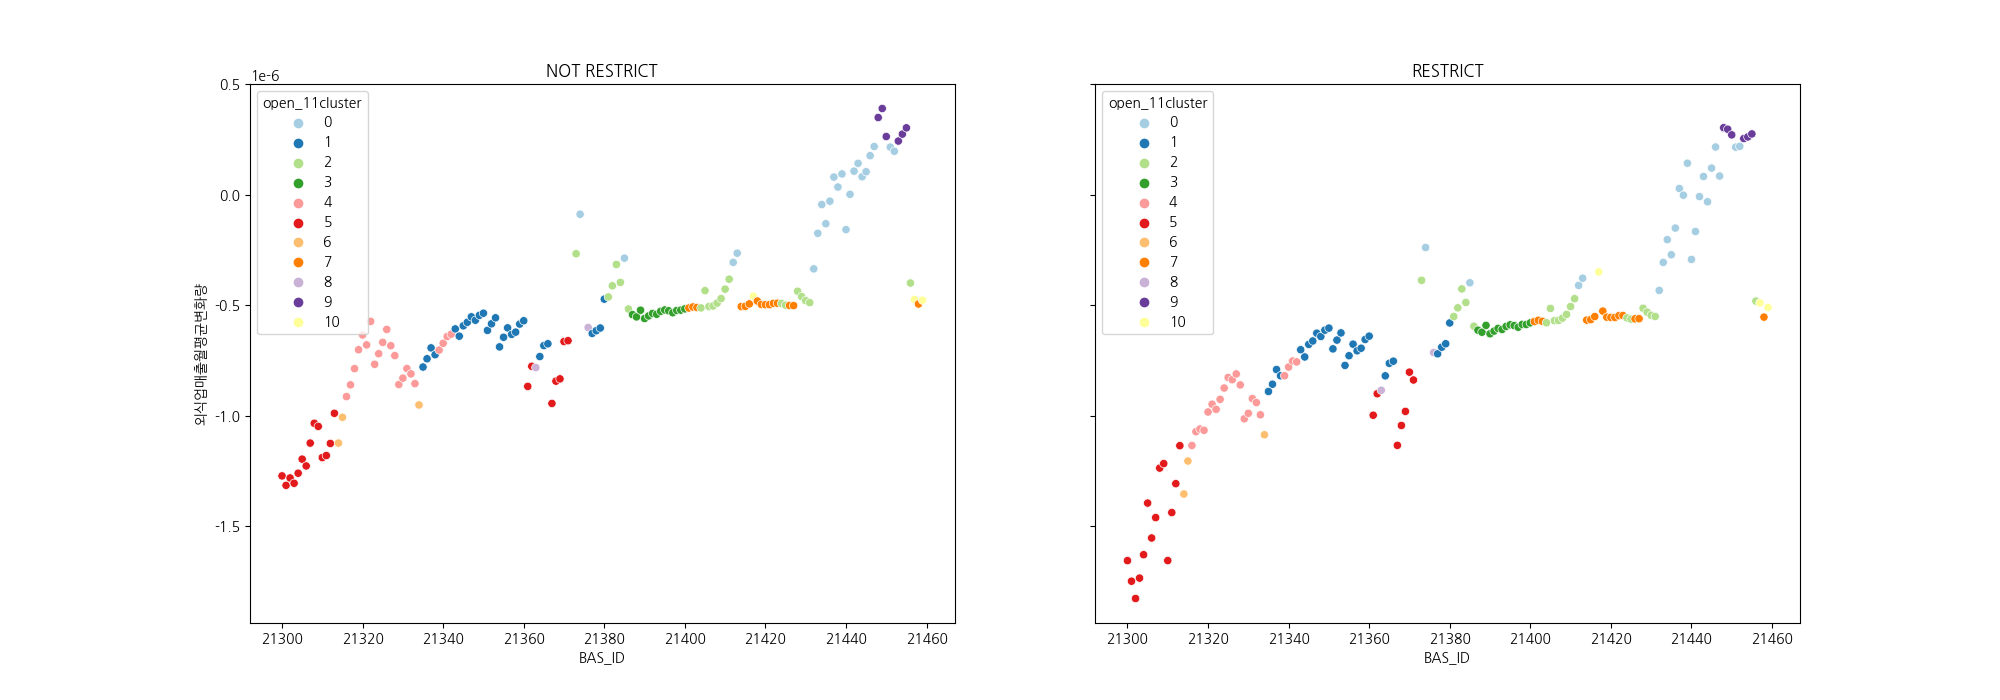 NOT RESTRICT
1e-6
0.5
0.0
-0.5
-1.0
-1.5
외식업매출월평균변화량
open_11cluster
0
1
2
3
4
5
6
7
8
9
10
21300 21320 21340 21360 21380 21400 21420 21440 21460
BAS_ID
RESTRICT
open_11cluster
0
1
2
3
4
5
6
7
8
9
10
21300 21320 21340 21360 21380 21400 21420 21440 21460
BAS_ID